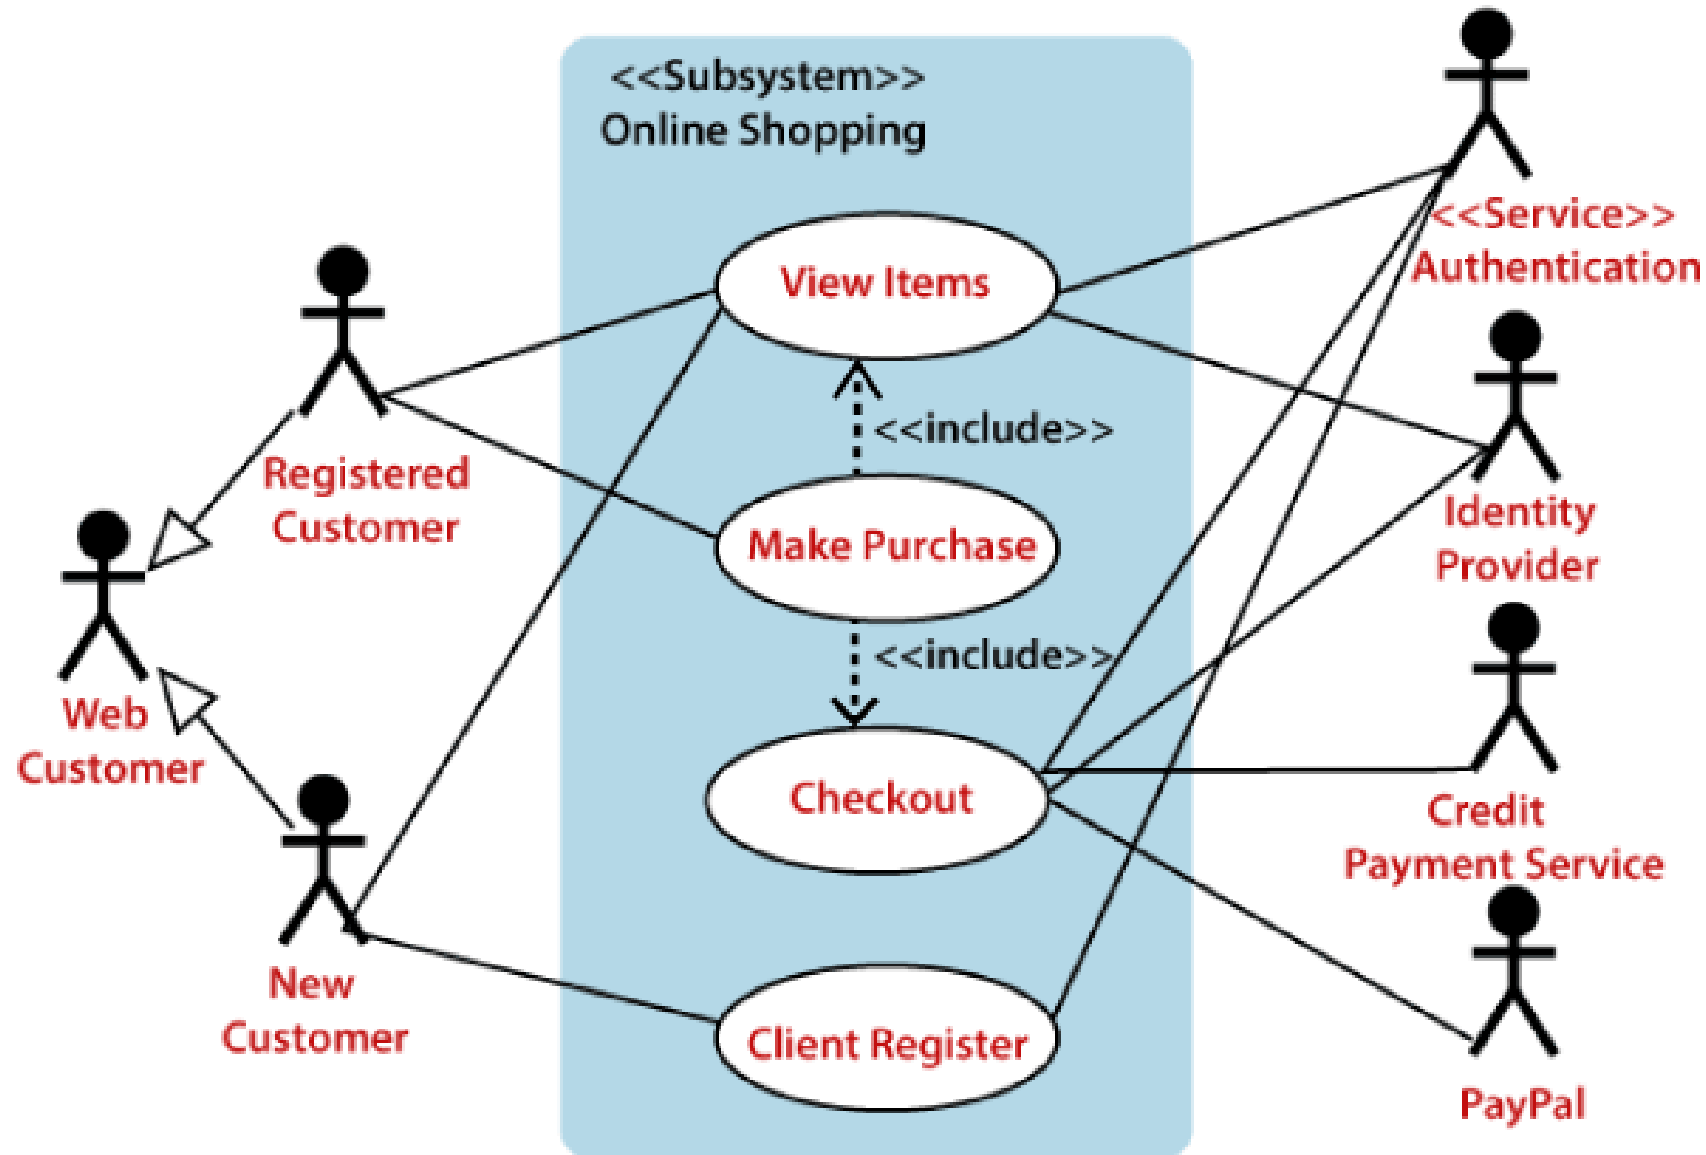 <<Subsystem>>
Online Shopping
<<Service>>
Authentication
View Items
<<include>>
Registered
Customer
Identity
Provider
Make Purchase
<<include>>
Web
Customer
Checkout
Credit
Payment Service
New
Customer
Client Register
PayPal